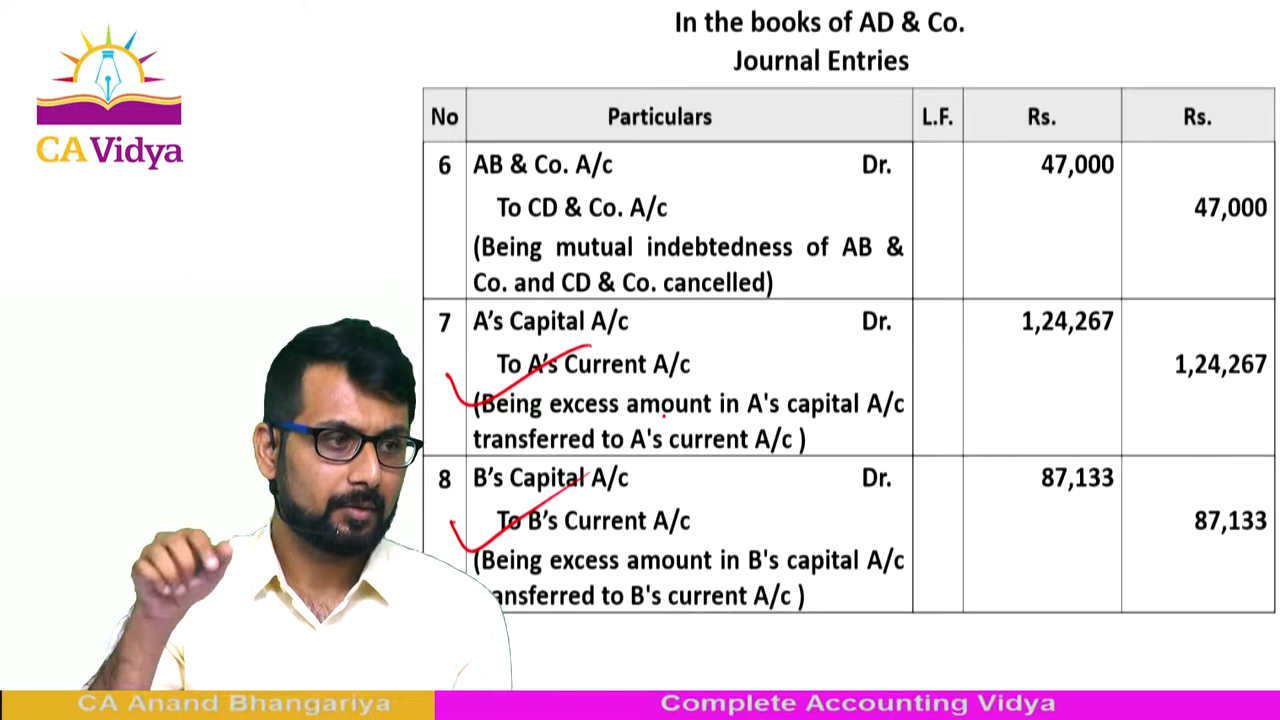 In the books of AD & Co.
Journal Entries
CA Vidya
No Particulars L.F. Rs. Rs.
6 AB & Co. A/c Dr. 47,000
To CD & Co. A/c 47,000
(Being mutual indebtedness of AB &
Co. and CD & Co. cancelled)
7 A's Capital A/c Dr. 1,24,267
To A's Current A/c 1,24,267
(Being excess amount in A's capital A/c
transferred to A's current A/c )
8 B's Capital A/c Dr. 87,133
To B's Current A/c 87,133
(Being excess amount in B's capital A/c
ansferred to B's current A/c )
CA Anand Bhangariya Complete Accounting Vidya